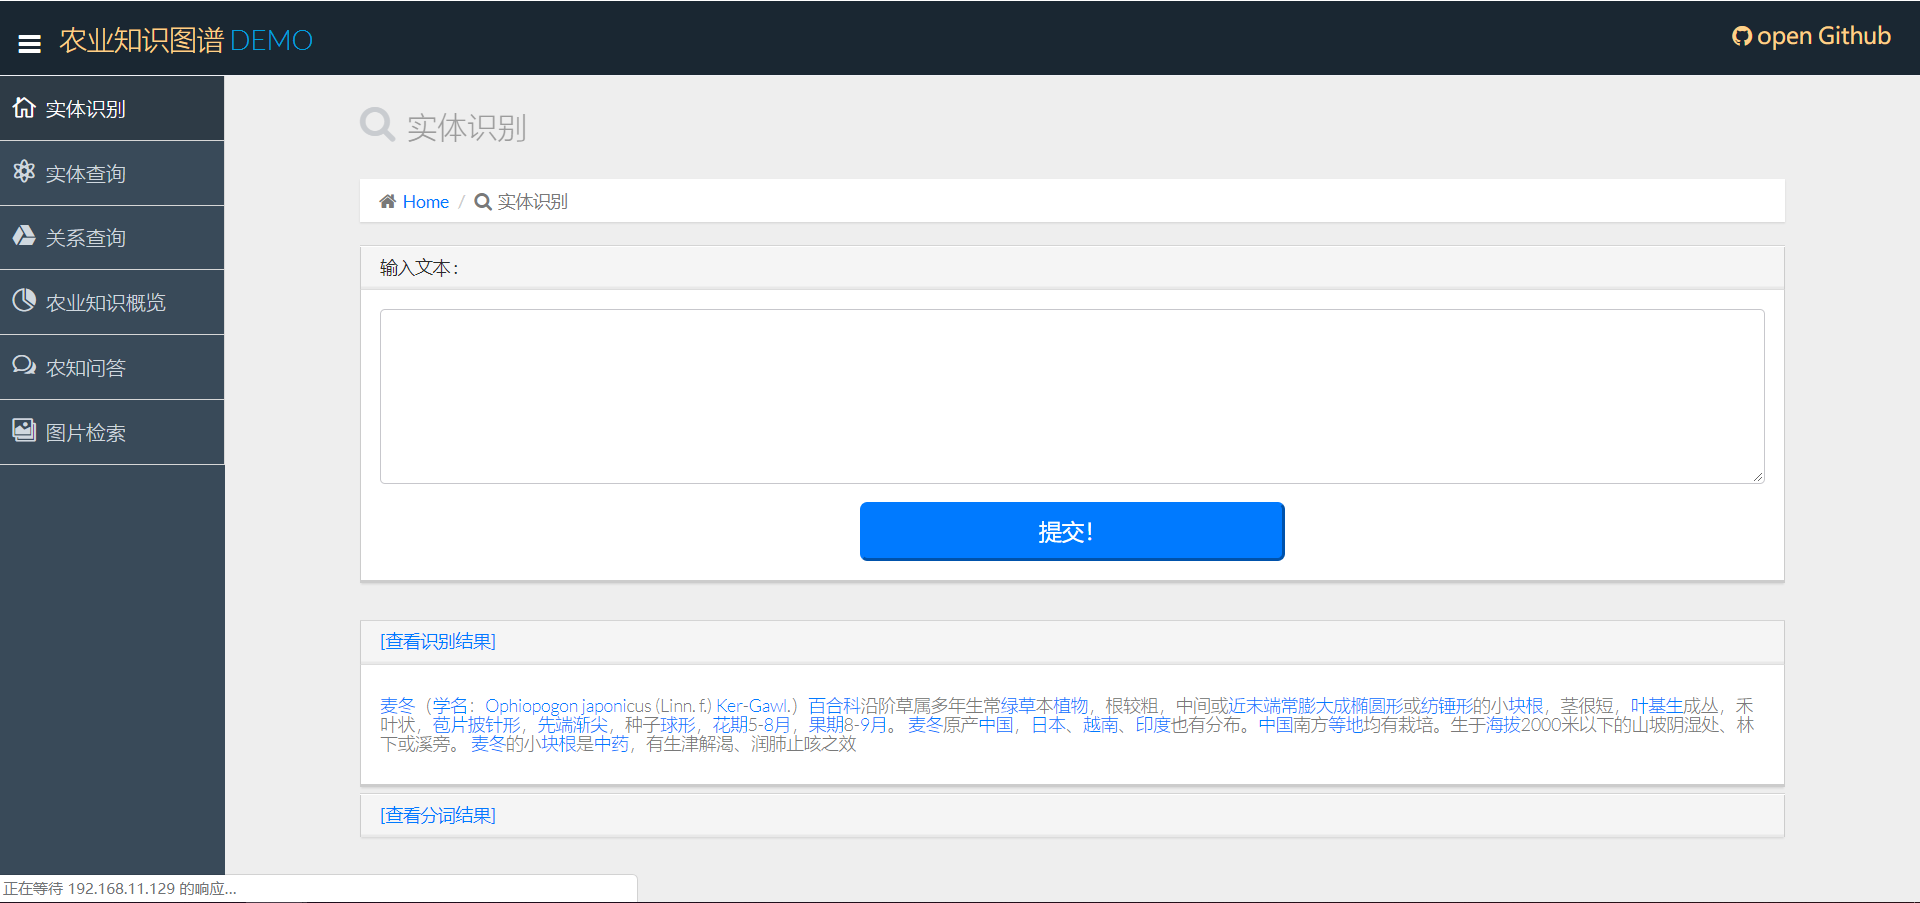 农业知识图谱 DEMO
open Github
实体识别
实体查询
关系查询
农业知识概览
农知问答
图片检索
实体识别
Home / 实体识别
输入文本：
提交！
[查看识别结果]
麦冬（学名：Ophiopogon japonicus (Linn. f.) Ker-Gawl.）百合科沿阶草属多年生常绿草本植物，根较粗，中间或近末端常膨大成椭圆形或纺锤形的小块根，茎很短，叶基生成丛，禾
叶状，苞片披针形，先端渐尖，种子球形，花期5-8月，果期8-9月。 麦冬原产中国，日本、越南、印度也有分布。中国南方等地均有栽培。生于海拔2000米以下的山坡阴湿处、林
下或溪旁。 麦冬的小块根是中药，有生津解渴、润肺止咳之效
[查看分词结果]
正在等待 192.168.11.129 的响应...